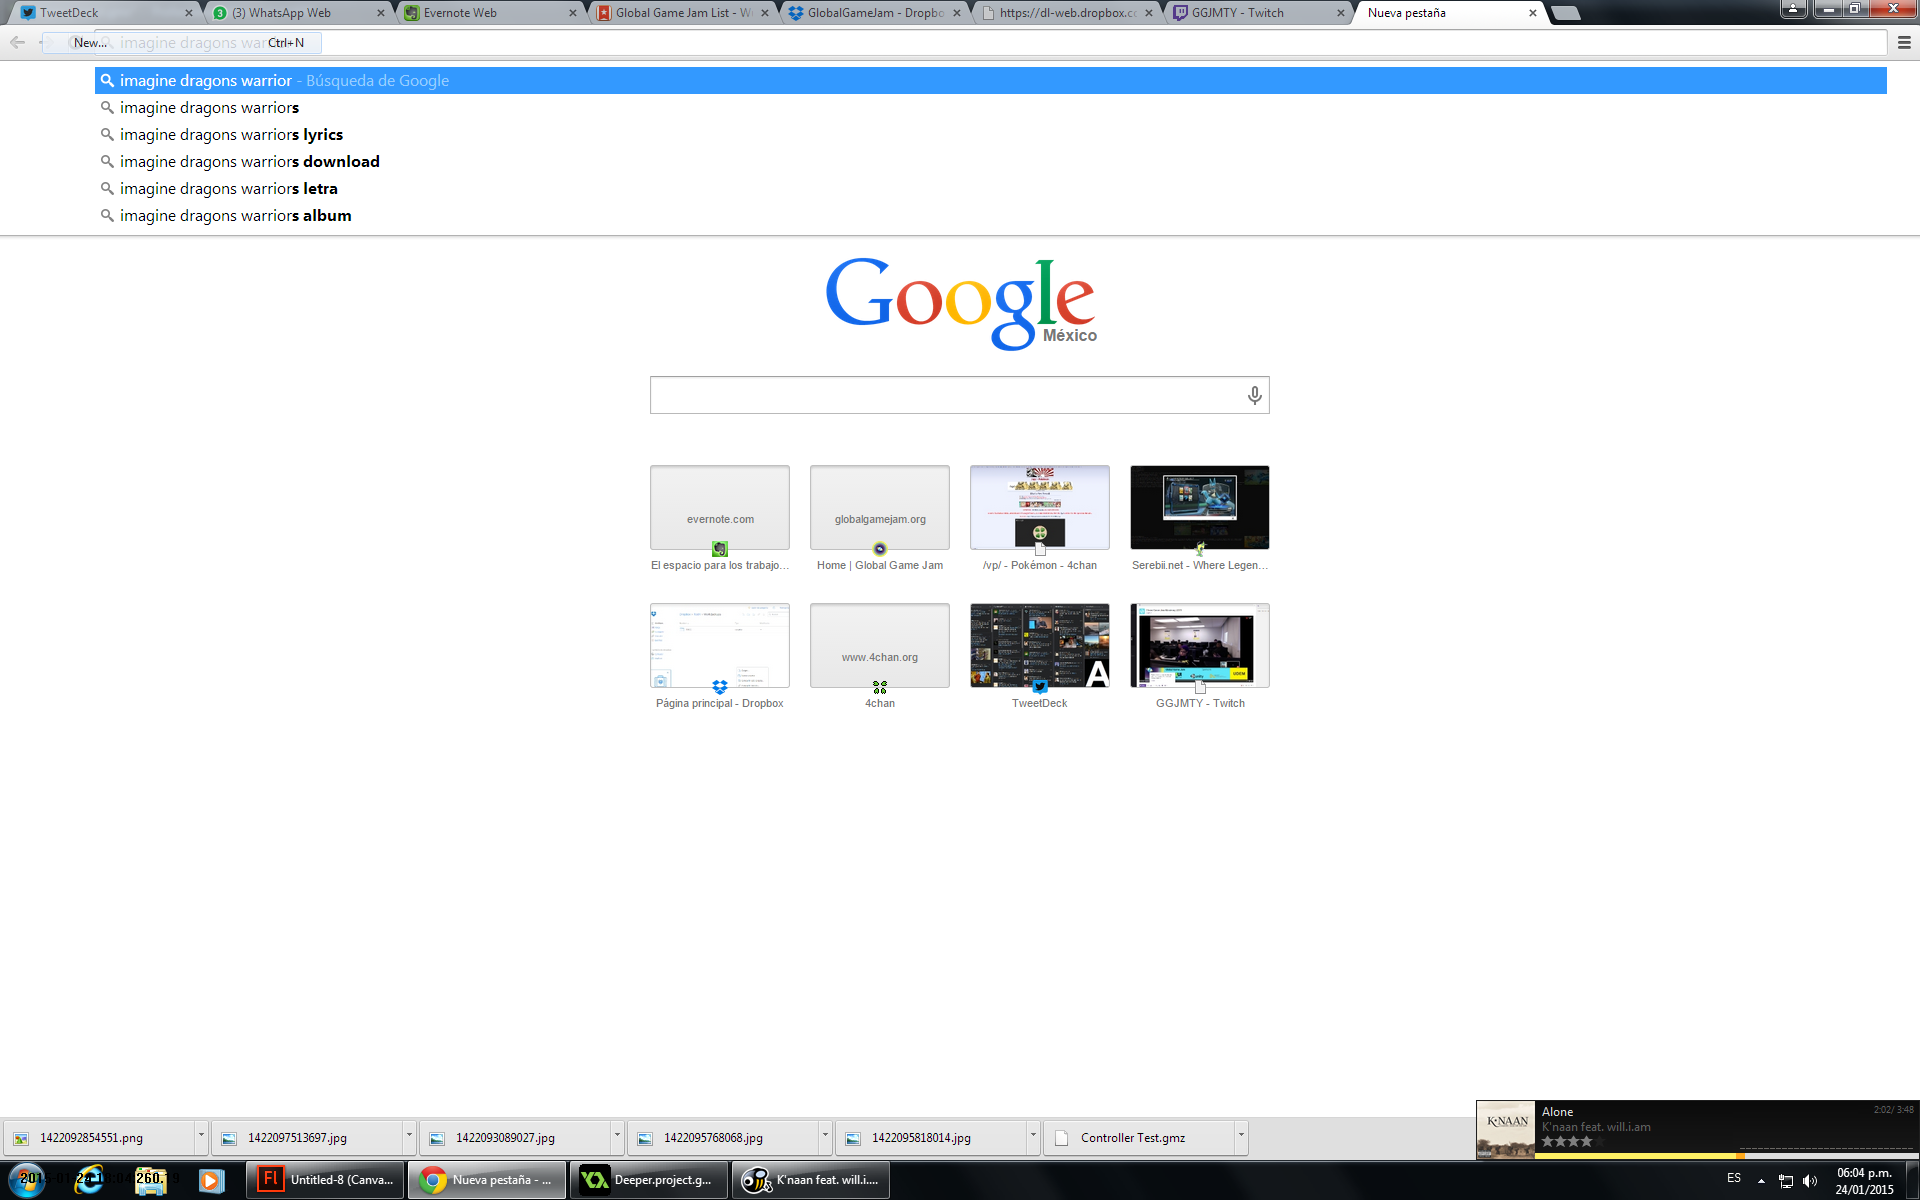 TweetDeck
(3) WhatsApp Web
Evernote Web
Global Game Jam List - W
GlobalGameJam - Dropbo
https://dl-web.dropbox.co
GGJMTY - Twitch
Nueva pestaña
New... Ctrl+N
imagine dragons warrior
imagine dragons warrior - Búsqueda de Google
imagine dragons warriors
imagine dragons warriors lyrics
imagine dragons warriors download
imagine dragons warriors letra
imagine dragons warriors album
Google
México
evernote.com
globalgamejam.org
El espacio para los trabajo...
Home | Global Game Jam
/vp/ - Pokémon - 4chan
Serebii.net - Where Legen...
www.4chan.org
A
UDEM
Página principal - Dropbox
4chan
TweetDeck
GGJMTY - Twitch
1422092854551.png
1422097513697.jpg
1422093089027.jpg
1422095768068.jpg
1422095818014.jpg
Controller Test.gmz
K'NAAN
Alone
2:02/ 3:48
K'naan feat. will.i.am
Fl
Untitled-8 (Canva...
Nueva pestaña - ...
Deeper.project.g...
K'naan feat. will.i....
ES
06:04 p.m.
24/01/2015